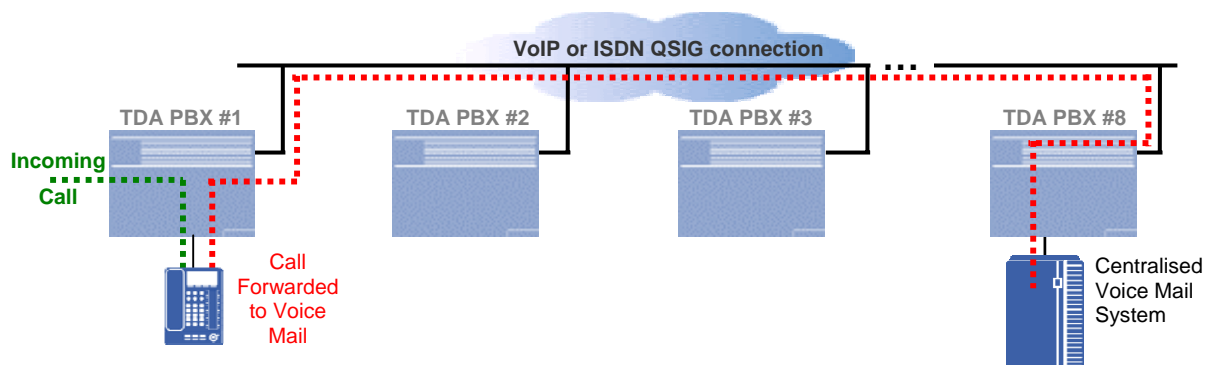 VoIP or ISDN QSIG connection
...
TDA PBX #1
TDA PBX #2
TDA PBX #3
TDA PBX #8
Incoming
Call
Call
Forwarded
to Voice
Mail
Centralised
Voice Mail
System